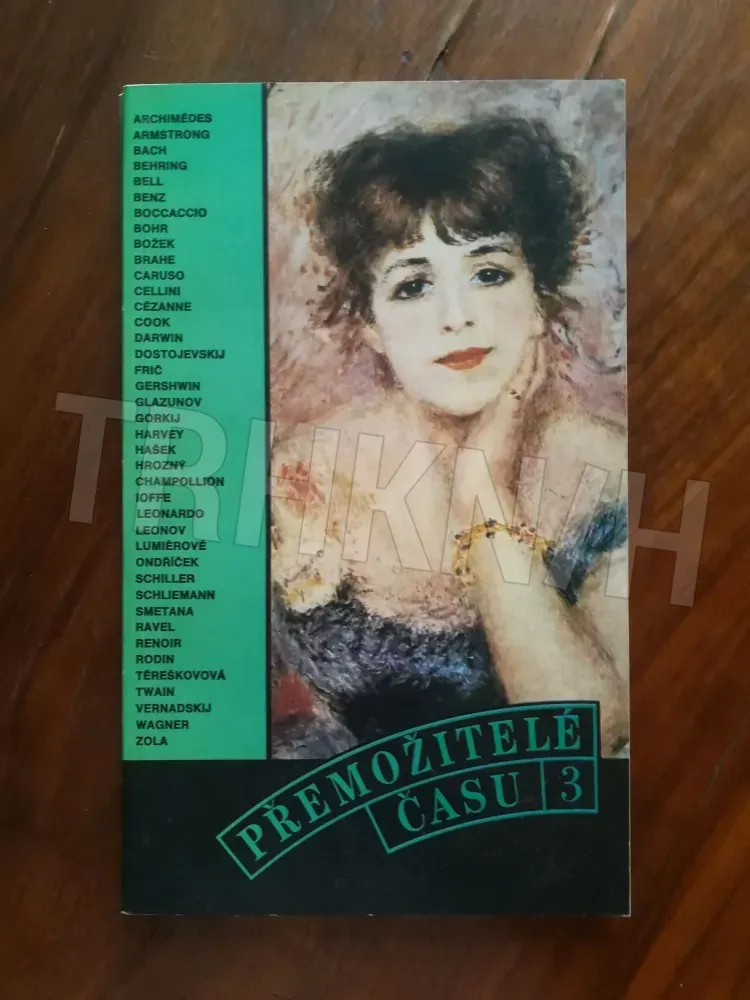 ARCHIMÉDES
ARMSTRONG
BACH
BEHRING
BELL
BENZ
BOCCACCIO
BOHR
BOŽEK
BRAHE
CARUSO
CELLINI
CÉZANNE
COOK
DARWIN
DOSTOJEVSKIJ
FRIČ
GERSHWIN
GLAZUNOV
GORKIJ
HARVEY
HAŠEK
HROZNÝ
CHAMPOLLION
IOFFE
LEONARDO
LEONOV
LUMIÈROVÉ
ONDŘÍČEK
SCHILLER
SCHLIEMANN
SMETANA
RAVEL
RENOIR
RODIN
TĚREŠKOVOVÁ
TWAIN
VERNADSKIJ
WAGNER
ZOLA
TRHKNIH
PŘEMOŽITELÉ
ČASU 3